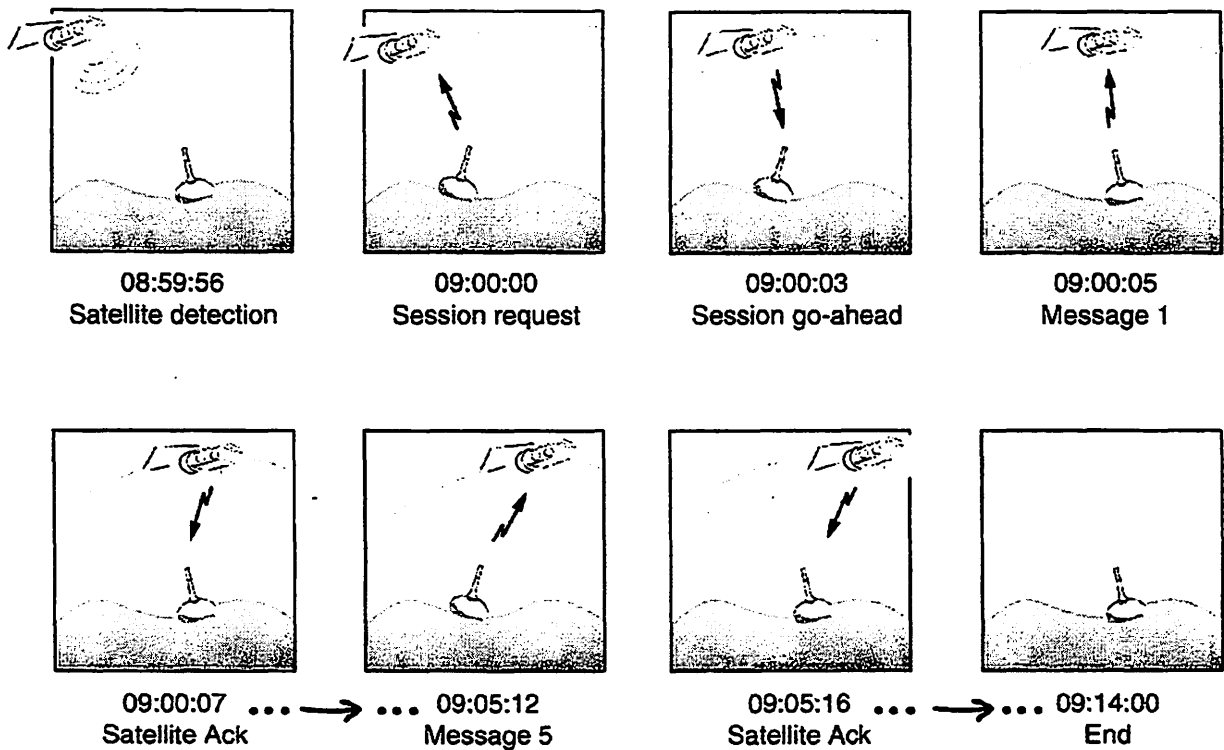 08:59:56
Satellite detection
09:00:00
Session request
09:00:03
Session go-ahead
09:00:05
Message 1
09:00:07
Satellite Ack
... → ...
09:05:12
Message 5
09:05:16
Satellite Ack
... → ...
09:14:00
End